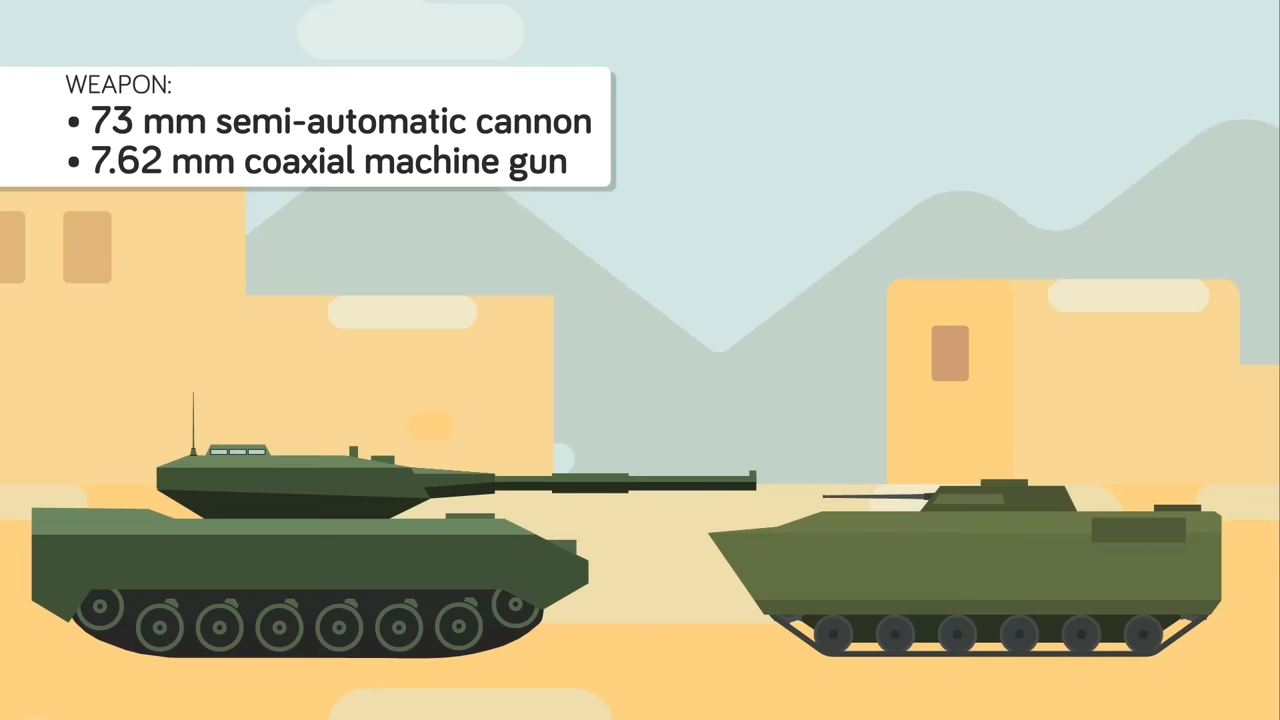 WEAPON:
• 73 mm semi-automatic cannon
• 7.62 mm coaxial machine gun